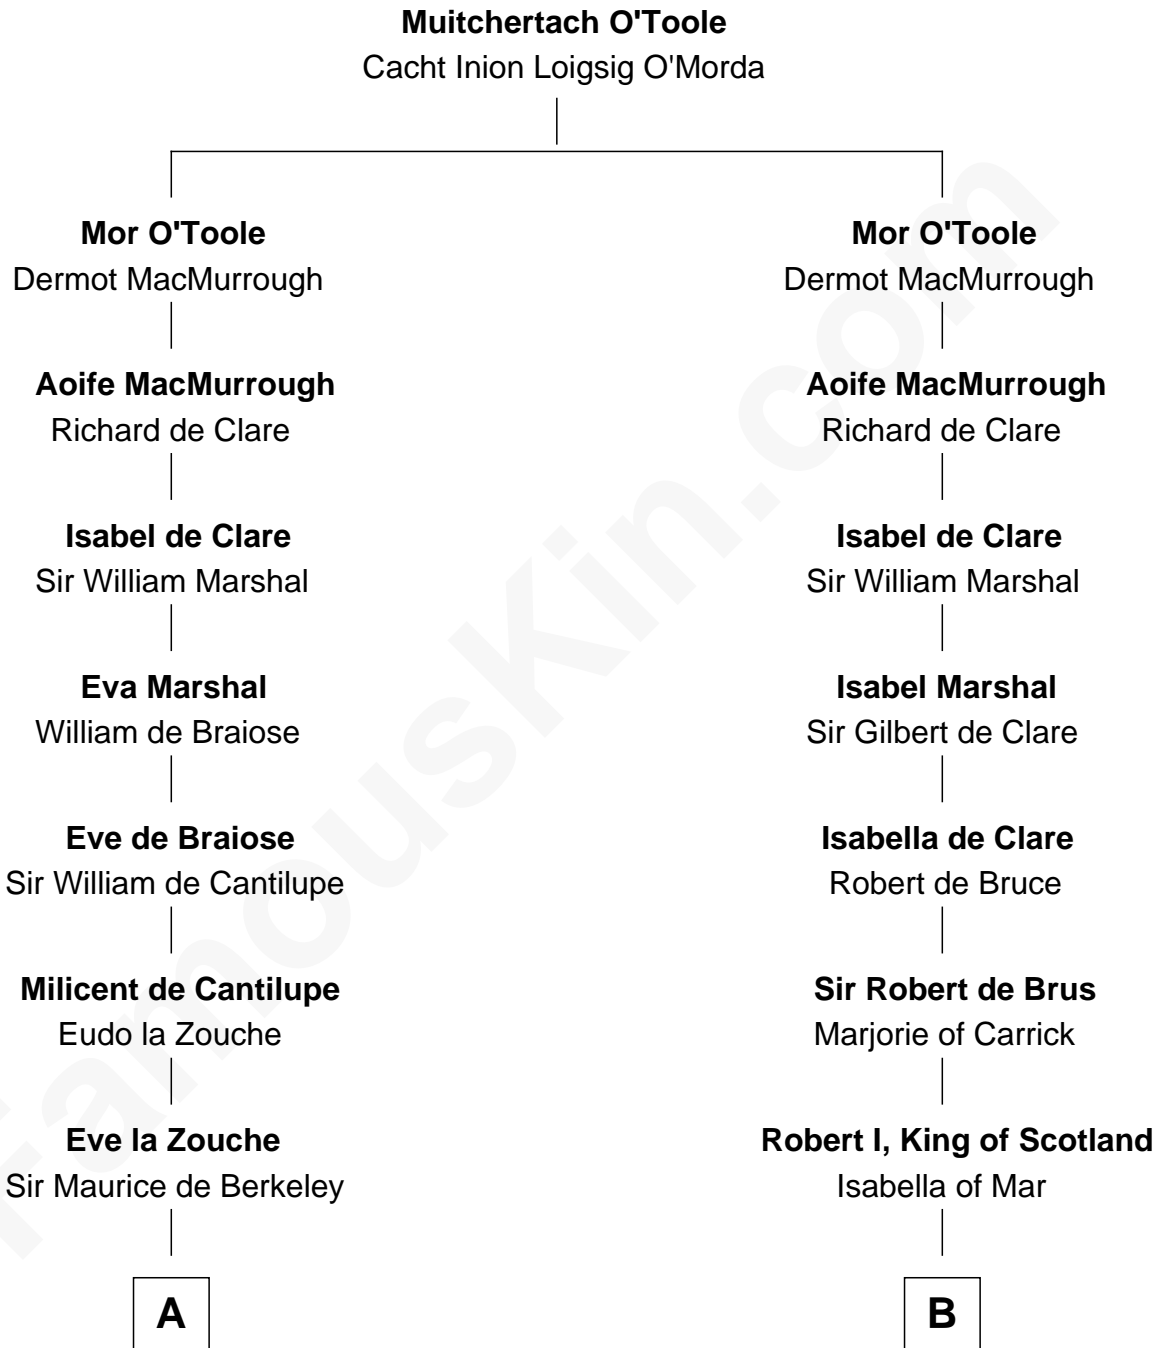 Muitchertach O'Toole
Cacht Inion Loigsig O'Morda
Mor O'Toole
Dermot MacMurrough
Aoife MacMurrough
Richard de Clare
Isabel de Clare
Sir William Marshal
Eva Marshal
William de Braiose
Eve de Braiose
Sir William de Cantilupe
Milicent de Cantilupe
Eudo la Zouche
Eve la Zouche
Sir Maurice de Berkeley
A
Mor O'Toole
Dermot MacMurrough
Aoife MacMurrough
Richard de Clare
Isabel de Clare
Sir William Marshal
Isabel Marshal
Sir Gilbert de Clare
Isabella de Clare
Robert de Bruce
Sir Robert de Brus
Marjorie of Carrick
Robert I, King of Scotland
Isabella of Mar
B
FamousKin.com